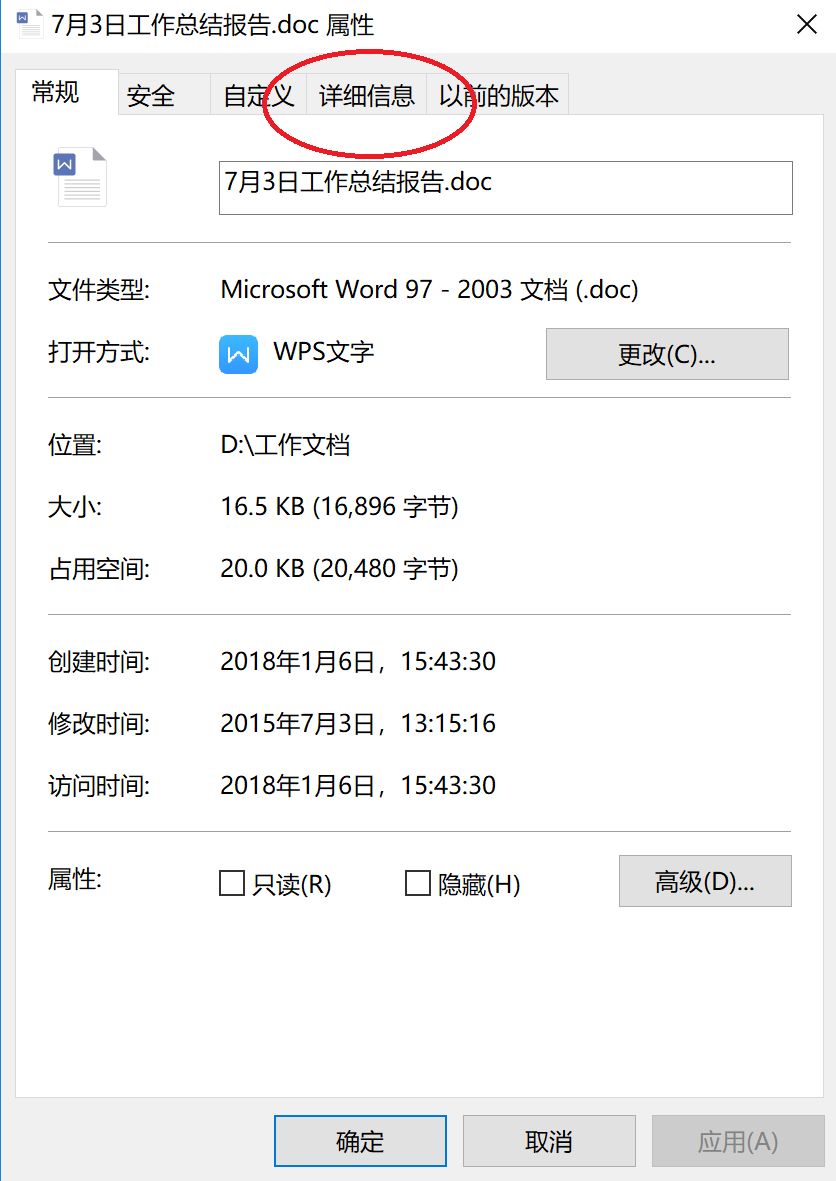 7月3日工作总结报告.doc 属性
常规 安全 自定义 详细信息 以前的版本
7月3日工作总结报告.doc
文件类型: Microsoft Word 97 - 2003 文档 (.doc)
打开方式: WPS文字 更改(C)...
位置: D:\工作文档
大小: 16.5 KB (16,896 字节)
占用空间: 20.0 KB (20,480 字节)
创建时间: 2018年1月6日，15:43:30
修改时间: 2015年7月3日，13:15:16
访问时间: 2018年1月6日，15:43:30
属性: 只读(R) 隐藏(H) 高级(D)...
确定 取消 应用(A)